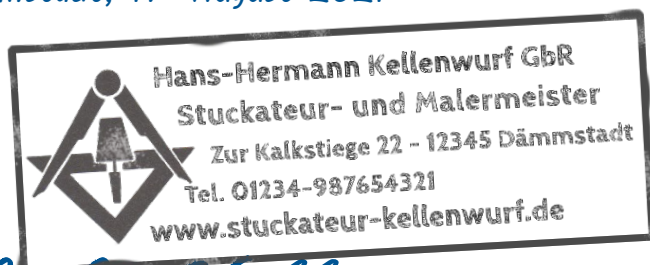 Hans-Hermann Kellenwurf GbR
Stuckateur- und Malermeister
Zur Kalkstiege 22 - 12345 Dämmstadt
Tel. 01234-987654321
www.stuckateur-kellenwurf.de